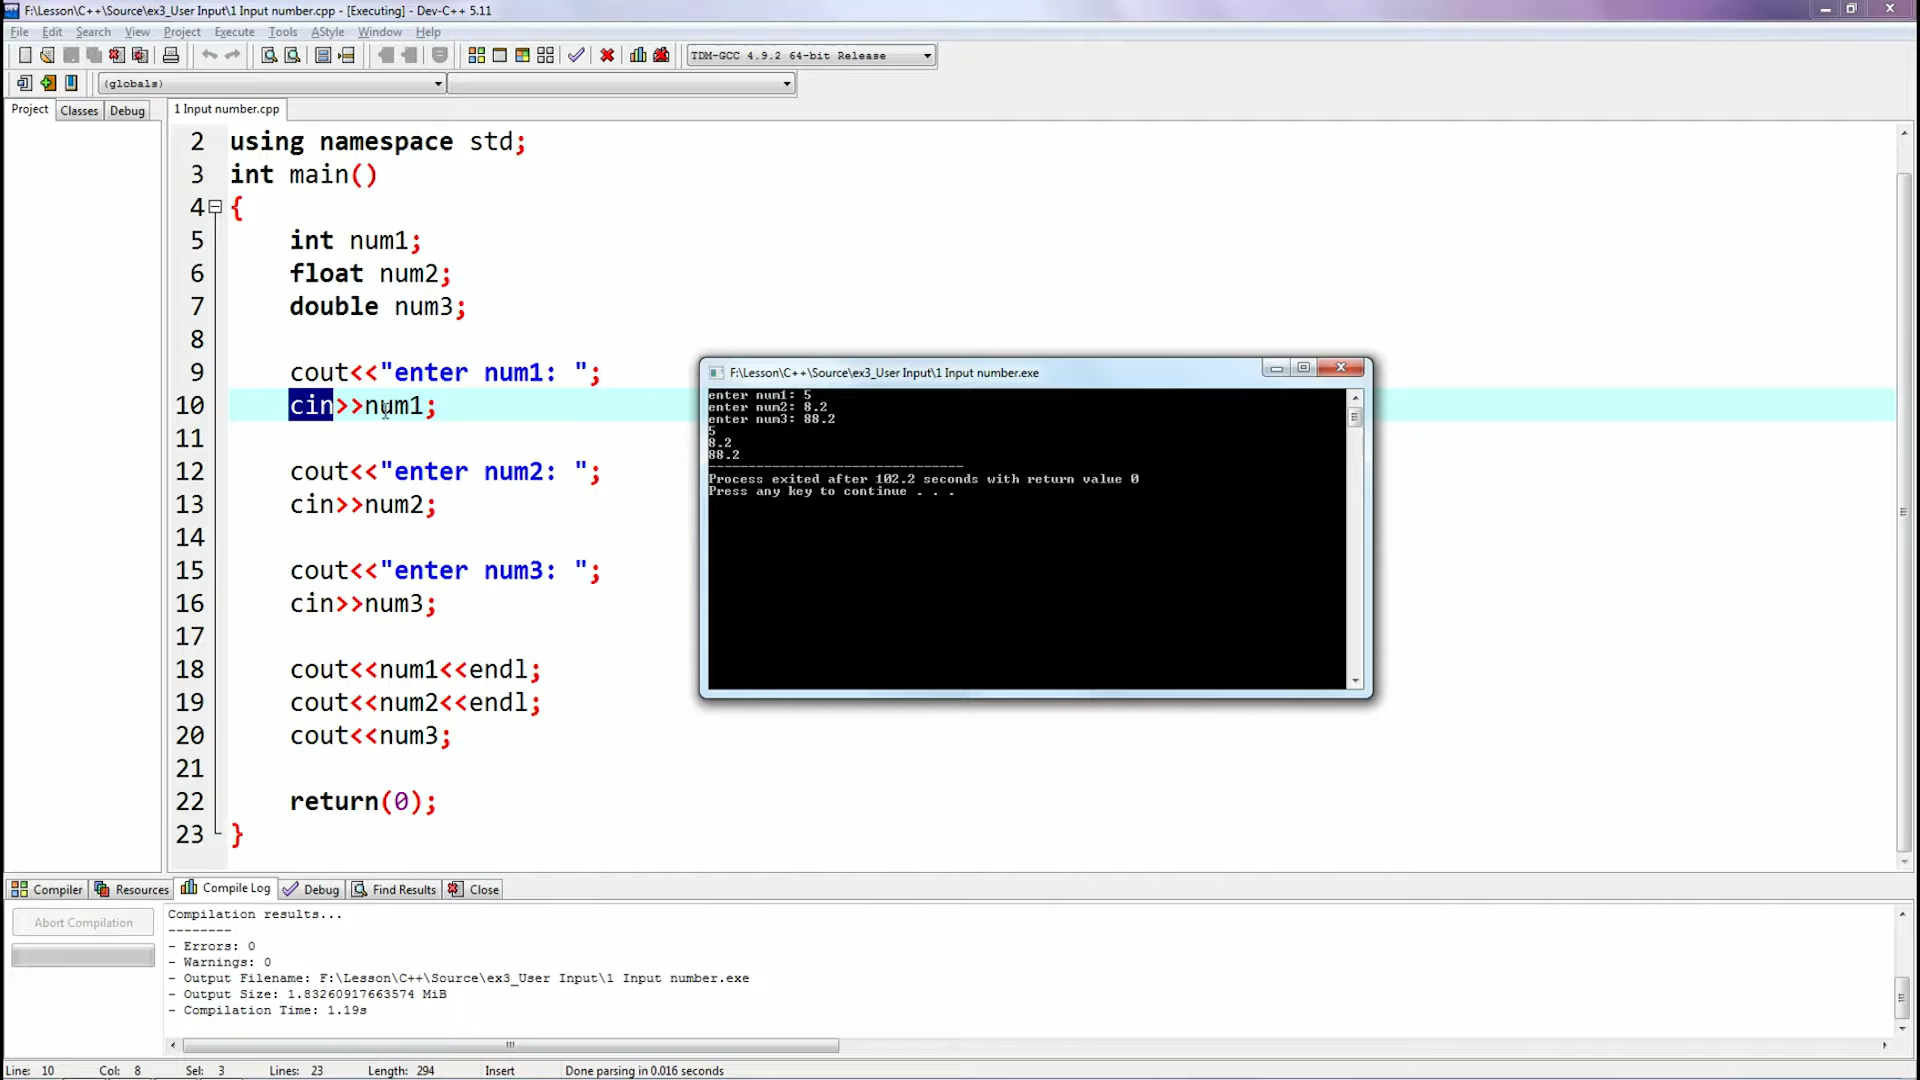 F:\Lesson\C++\Source\ex3_User Input\1 Input number.cpp - [Executing] - Dev-C++ 5.11
File Edit Search View Project Execute Tools AStyle Window Help
TDM-GCC 4.9.2 64-bit Release
(globals)
Project Classes Debug 1 Input number.cpp
2 using namespace std;
3 int main()
4 {
5 int num1;
6 float num2;
7 double num3;
8
9 cout<<"enter num1: ";
10 cin>>num1;
11
12 cout<<"enter num2: ";
13 cin>>num2;
14
15 cout<<"enter num3: ";
16 cin>>num3;
17
18 cout<<num1<<endl;
19 cout<<num2<<endl;
20 cout<<num3;
21
22 return(0);
23 }
F:\Lesson\C++\Source\ex3_User Input\1 Input number.exe
enter num1: 5
enter num2: 8.2
enter num3: 88.2
5
8.2
88.2
--------------------------------
Process exited after 102.2 seconds with return value 0
Press any key to continue . . .
Compiler Resources Compile Log Debug Find Results Close
Abort Compilation
Compilation results...
--------
- Errors: 0
- Warnings: 0
- Output Filename: F:\Lesson\C++\Source\ex3_User Input\1 Input number.exe
- Output Size: 1.83260917663574 MiB
- Compilation Time: 1.19s
Line: 10 Col: 8 Sel: 3 Lines: 23 Length: 294 Insert Done parsing in 0.016 seconds